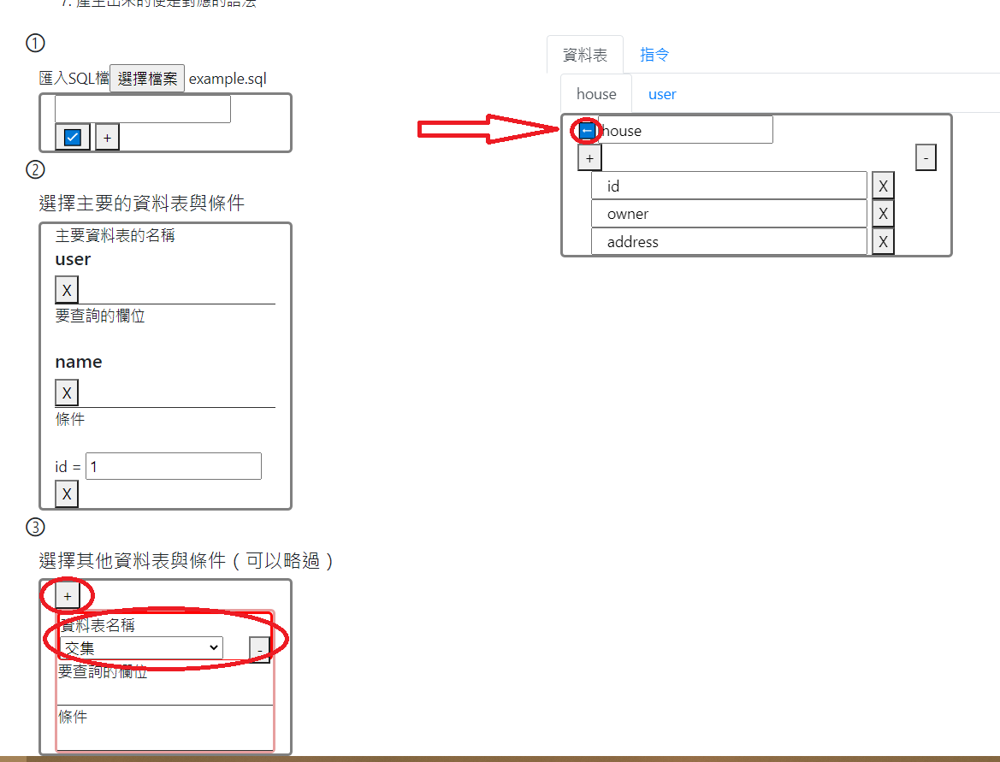 7. 產生出來的便是對應的語法
①
匯入SQL檔 選擇檔案 example.sql
+
②
選擇主要的資料表與條件
主要資料表的名稱
user
X
要查詢的欄位
name
X
條件
id = 1
X
③
選擇其他資料表與條件（可以略過）
+
資料表名稱
交集 -
要查詢的欄位
條件
資料表 指令
house user
← house
+ -
id X
owner X
address X